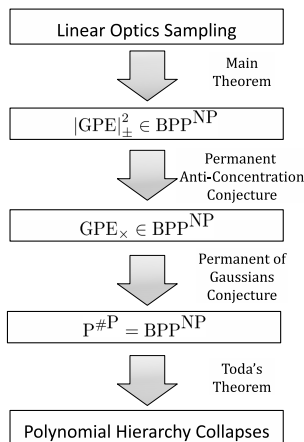 Linear Optics Sampling
Main
Theorem
|GPE|²± ∈ BPP^NP
Permanent
Anti-Concentration
Conjecture
GPE× ∈ BPP^NP
Permanent of
Gaussians
Conjecture
P^#P = BPP^NP
Toda's
Theorem
Polynomial Hierarchy Collapses